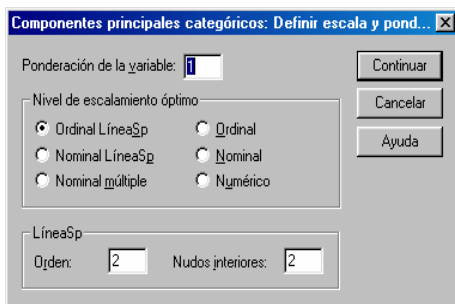 Componentes principales categóricos: Definir escala y pond...
Ponderación de la variable: 1
Continuar
Cancelar
Ayuda
Nivel de escalamiento óptimo
Ordinal LíneaSp
Ordinal
Nominal LíneaSp
Nominal
Nominal múltiple
Numérico
LíneaSp
Orden: 2
Nudos interiores: 2